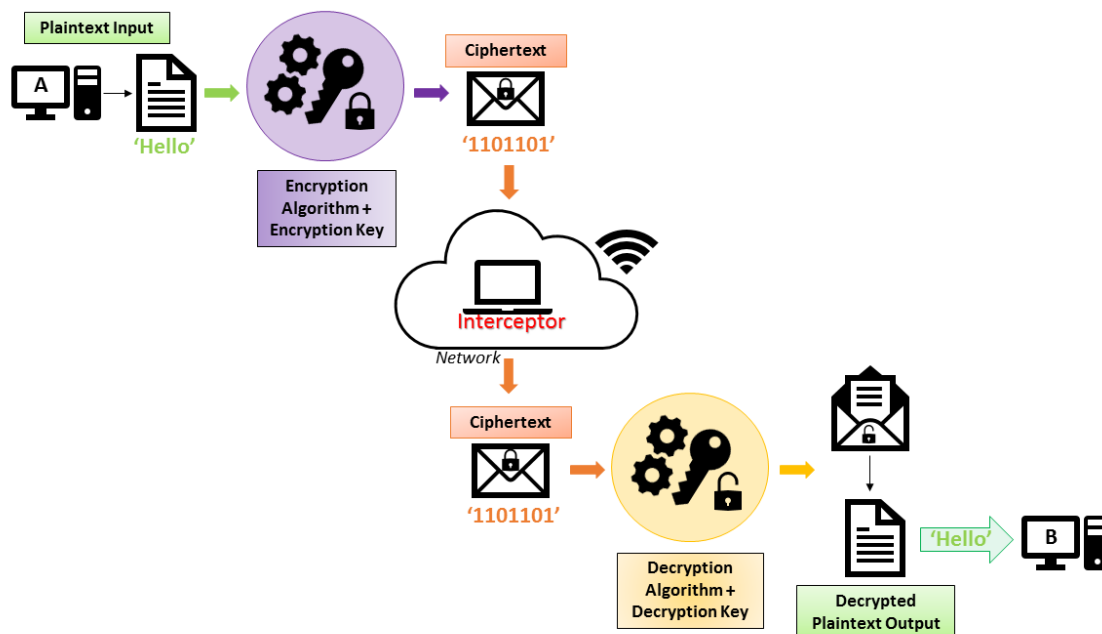 Plaintext Input
A
‘Hello’
Encryption
Algorithm +
Encryption Key
Ciphertext
‘1101101’
Interceptor
Network
Ciphertext
‘1101101’
Decryption
Algorithm +
Decryption Key
‘Hello’
B
Decrypted
Plaintext Output